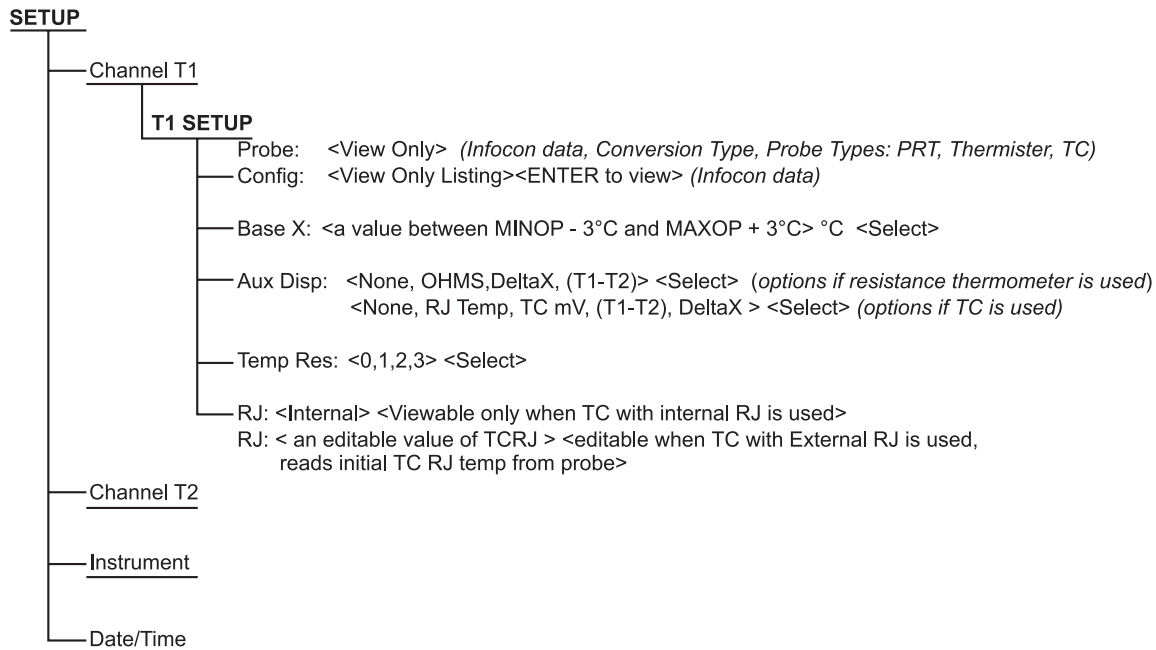 SETUP
Channel T1
T1 SETUP
Probe: <View Only> (Infocon data, Conversion Type, Probe Types: PRT, Thermister, TC)
Config: <View Only Listing><ENTER to view> (Infocon data)
Base X: <a value between MINOP - 3°C and MAXOP + 3°C> °C <Select>
Aux Disp: <None, OHMS,DeltaX, (T1-T2)> <Select> (options if resistance thermometer is used)
<None, RJ Temp, TC mV, (T1-T2), DeltaX > <Select> (options if TC is used)
Temp Res: <0,1,2,3> <Select>
RJ: <Internal> <Viewable only when TC with internal RJ is used>
RJ: < an editable value of TCRJ > <editable when TC with External RJ is used,
reads initial TC RJ temp from probe>
Channel T2
Instrument
Date/Time